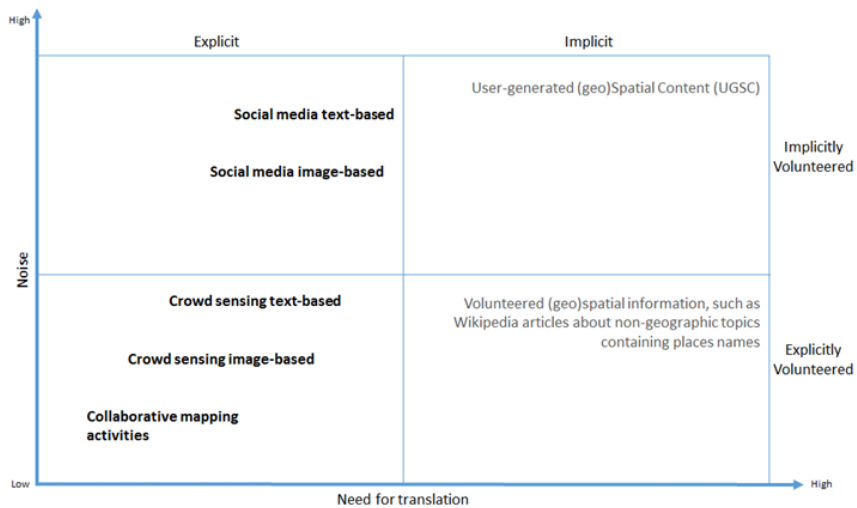 High
Explicit
Implicit
User-generated (geo)Spatial Content (UGSC)
Social media text-based
Implicitly
Volunteered
Social media image-based
Noise
Crowd sensing text-based
Volunteered (geo)spatial information, such as
Wikipedia articles about non-geographic topics
containing places names
Crowd sensing image-based
Explicitly
Volunteered
Collaborative mapping
activities
Low
High
Need for translation